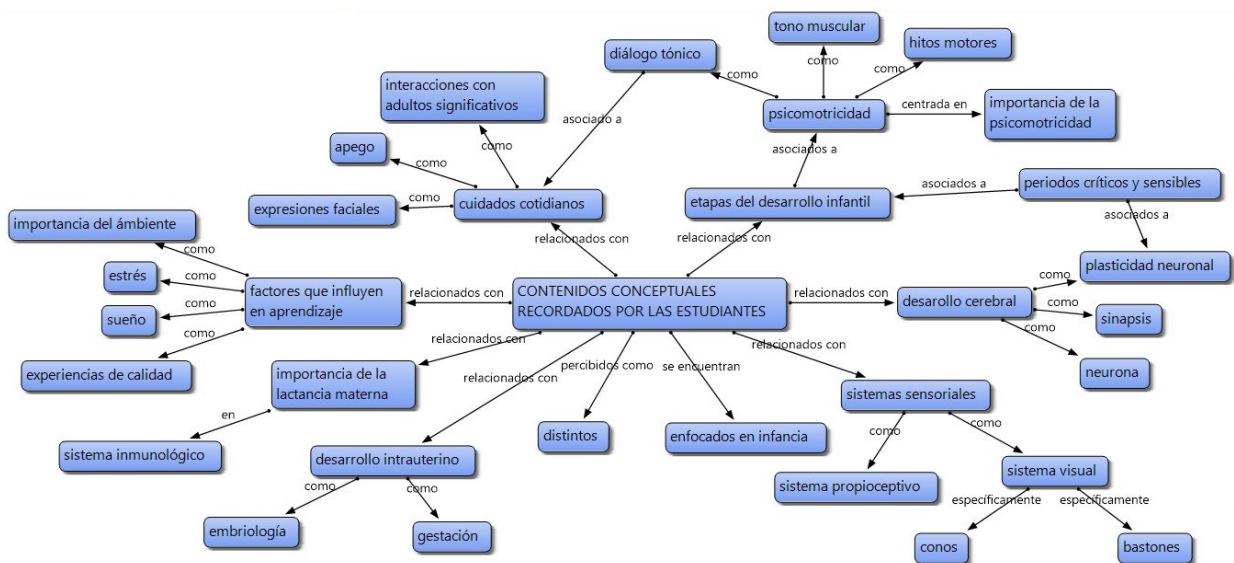 tono muscular
hitos motores
diálogo tónico
como
como
como
interacciones con
adultos significativos
psicomotricidad
centrada en
importancia de la
psicomotricidad
asociado a
apego
como
como
asociados a
periodos críticos y sensibles
expresiones faciales
como
cuidados cotidianos
etapas del desarrollo infantil
asociados a
asociados a
importancia del ámbiente
como
relacionados con
relacionados con
plasticidad neuronal
estrés
como
factores que influyen
en aprendizaje
relacionados con
CONTENIDOS CONCEPTUALES
RECORDADOS POR LAS ESTUDIANTES
relacionados con
desarollo cerebral
como
como
sinapsis
sueño
como
como
como
neurona
experiencias de calidad
importancia de la
lactancia materna
relacionados con
relacionados con
percibidos como
se encuentran
relacionados con
sistemas sensoriales
en
sistema inmunológico
desarrollo intrauterino
distintos
enfocados en infancia
como
como
sistema propioceptivo
sistema visual
como
como
específicamente
específicamente
embriología
gestación
conos
bastones